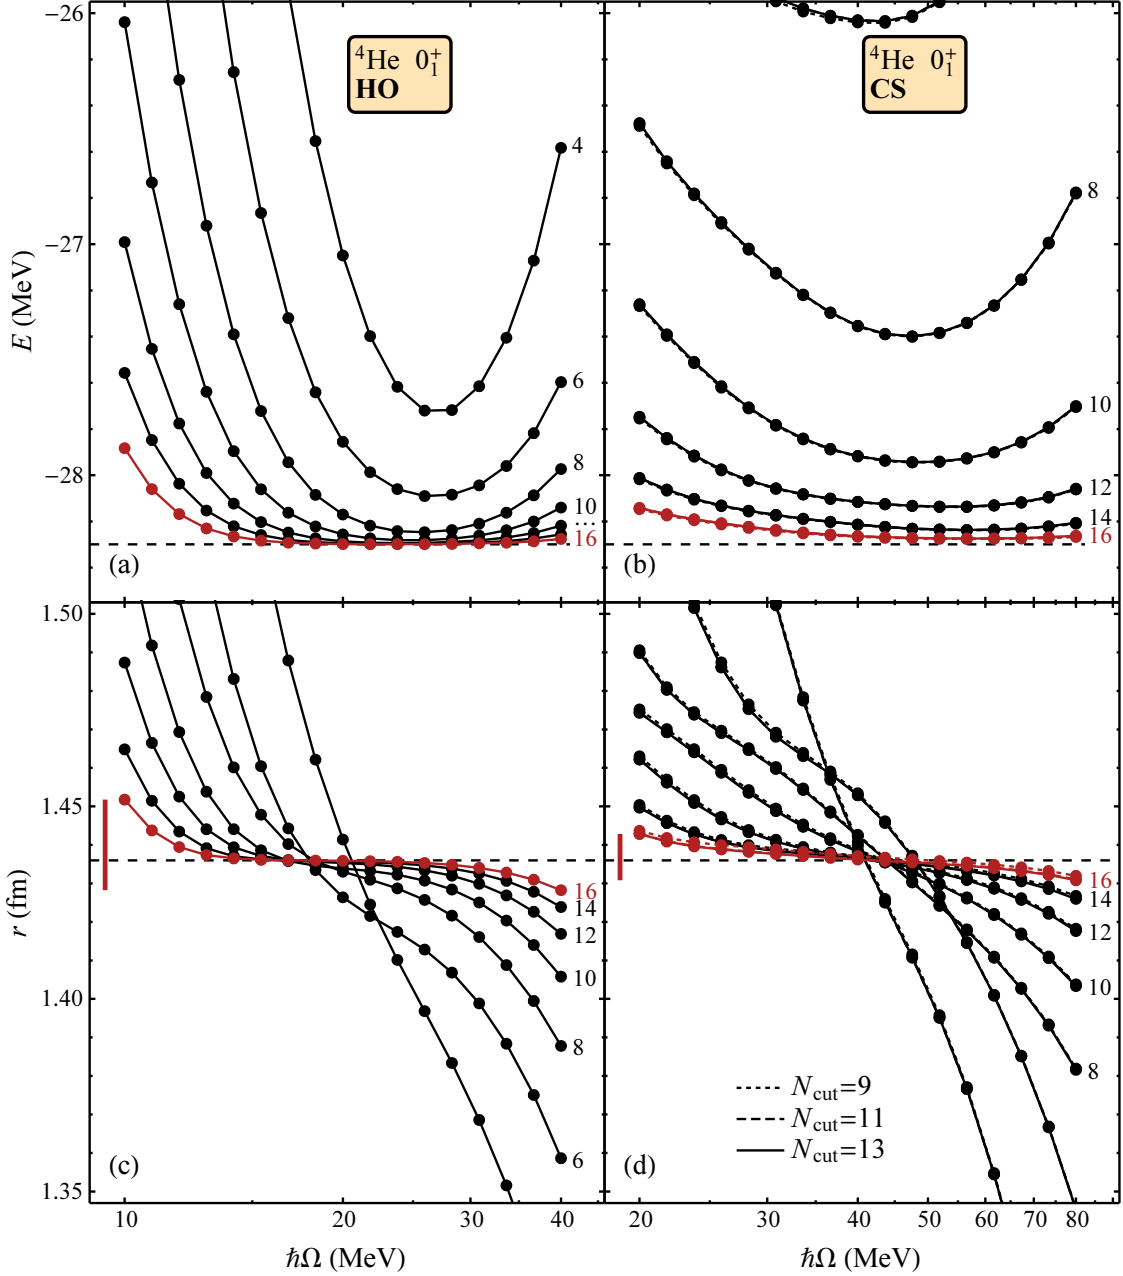 −26
−27
−28
E (MeV)
⁴He 0₁⁺
HO
4
6
8
10
...
16
(a)
⁴He 0₁⁺
CS
8
10
12
14
16
(b)
1.50
1.45
1.40
1.35
r (fm)
16
14
12
10
8
6
(c)
16
14
12
10
8
N_cut=9
N_cut=11
N_cut=13
(d)
10 20 30 40
ħΩ (MeV)
20 30 40 50 60 70 80
ħΩ (MeV)